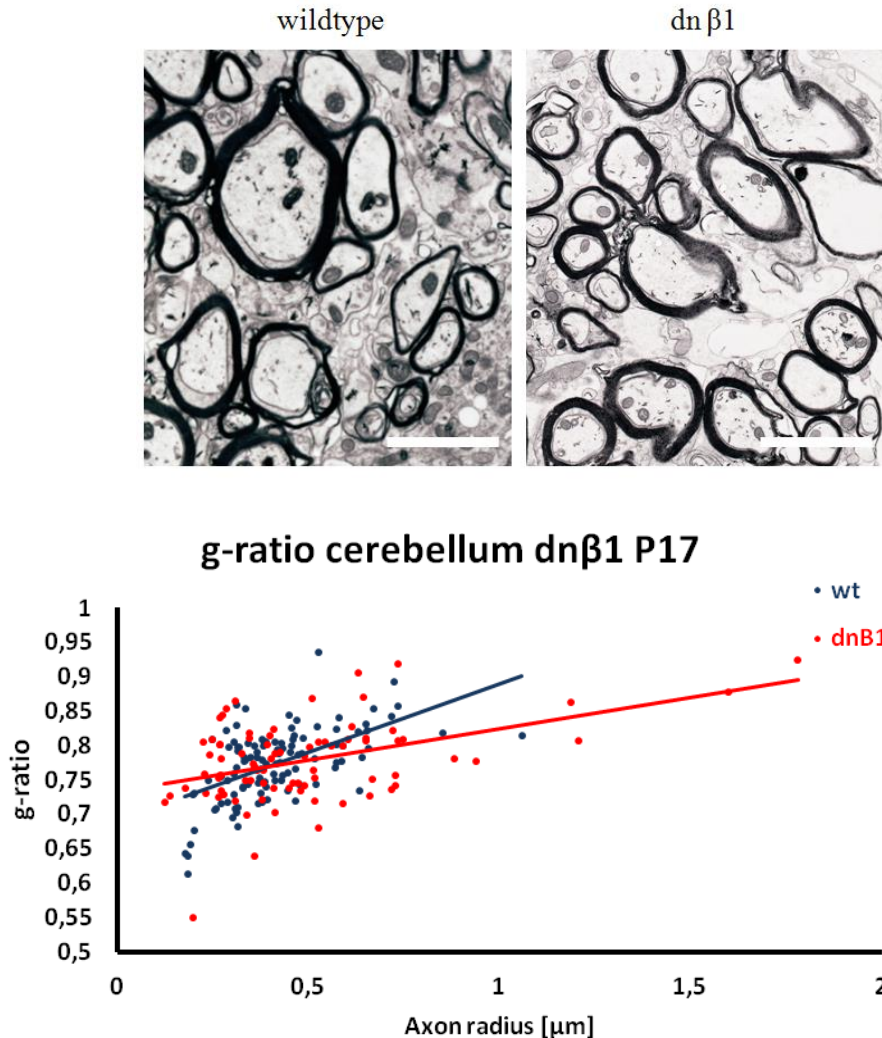 wildtype
dn β1
g-ratio cerebellum dnβ1 P17
wt
dnB1
1
0,95
0,9
0,85
0,8
0,75
0,7
0,65
0,6
0,55
0,5
g-ratio
0
0,5
1
1,5
2
Axon radius [µm]